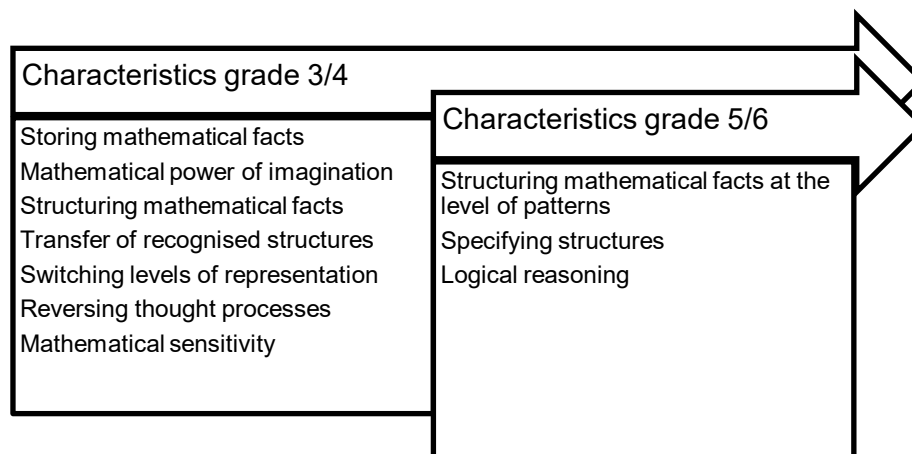 Characteristics grade 3/4
Storing mathematical facts
Mathematical power of imagination
Structuring mathematical facts
Transfer of recognised structures
Switching levels of representation
Reversing thought processes
Mathematical sensitivity
Characteristics grade 5/6
Structuring mathematical facts at the
level of patterns
Specifying structures
Logical reasoning